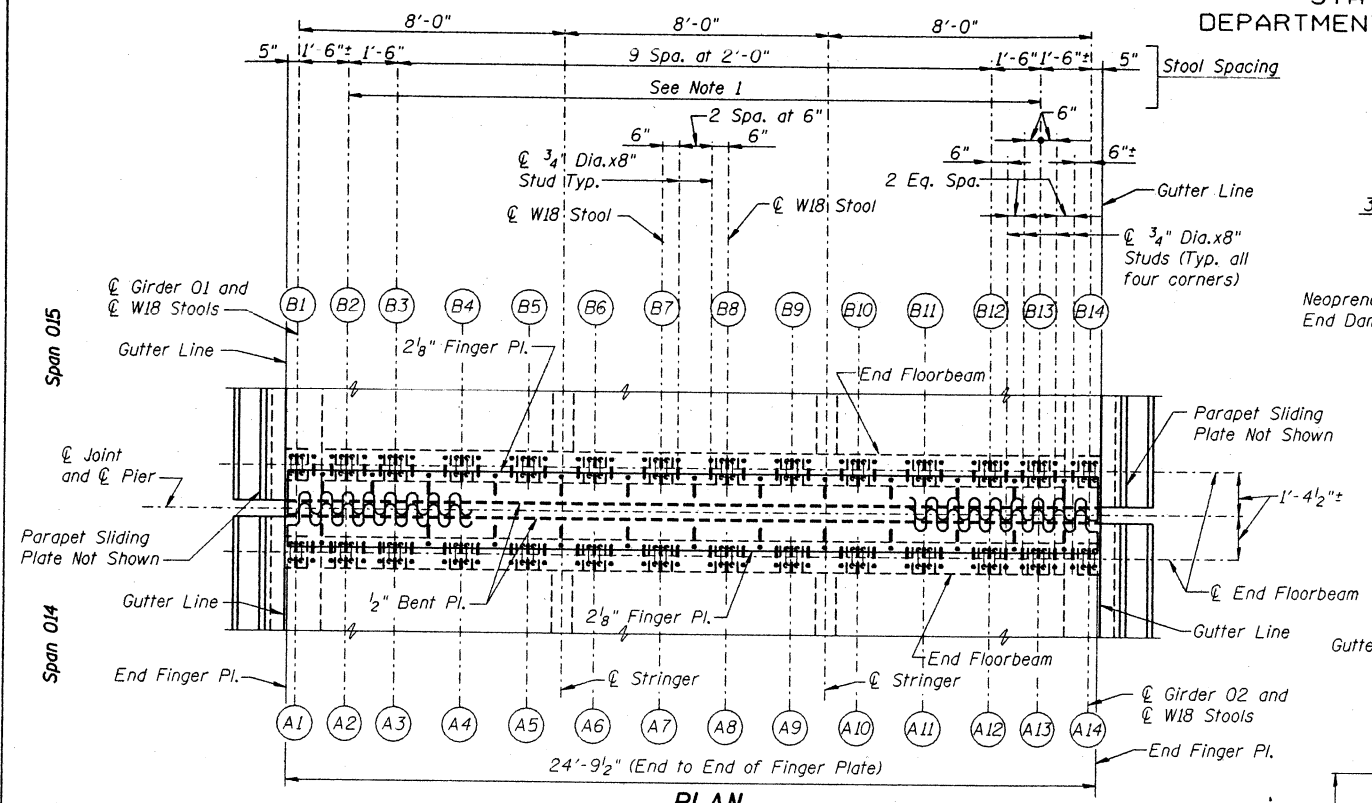 STA
DEPARTMEN
8'-0" 8'-0" 8'-0"
5" 1'-6"± 1'-6" 9 Spa. at 2'-0" 1'-6" 1'-6"± 5"
Stool Spacing
See Note 1
2 Spa. at 6"
6" 6"
6"
6" 6"±
℄ 3/4" Dia.x8"
Stud Typ.
2 Eq. Spa.
Gutter Line
℄ W18 Stool
℄ W18 Stool
℄ 3/4" Dia.x8"
Studs (Typ. all
four corners)
3
℄ Girder 01 and
℄ W18 Stools
B1 B2 B3 B4 B5 B6 B7 B8 B9 B10 B11 B12 B13 B14
Neoprene
End Dam
Span 015
Gutter Line
2 1/8" Finger Pl.
End Floorbeam
Parapet Sliding
Plate Not Shown
℄ Joint
and ℄ Pier
1'-4 1/2"±
Parapet Sliding
Plate Not Shown
Span 014
Gutter Line
1/2" Bent Pl.
2 1/8" Finger Pl.
℄ End Floorbeam
Gutter Line
Gutte
End Floorbeam
End Finger Pl.
℄ Stringer
℄ Stringer
℄ Girder 02 and
℄ W18 Stools
A1 A2 A3 A4 A5 A6 A7 A8 A9 A10 A11 A12 A13 A14
End Finger Pl.
24'-9 1/2" (End to End of Finger Plate)
PLAN